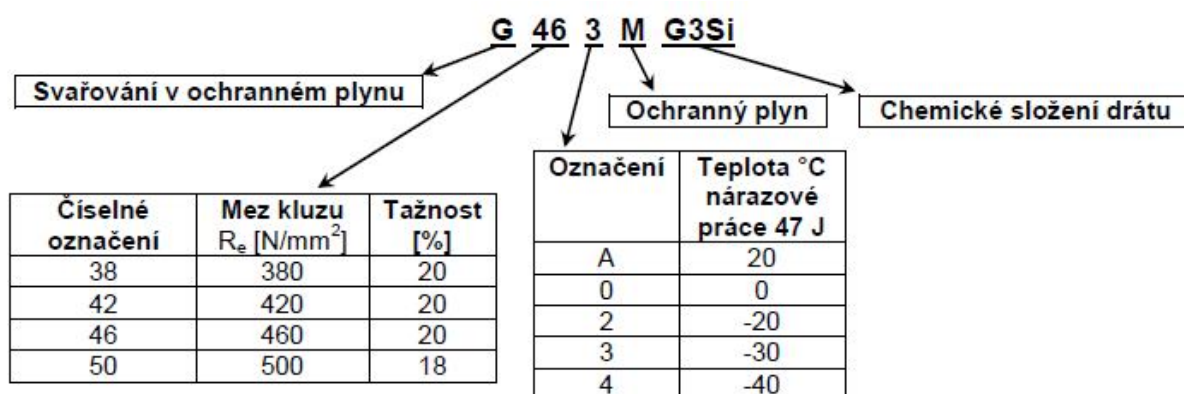 G 46 3 M G3Si
Svařování v ochranném plynu
Ochranný plyn
Chemické složení drátu
Číselné označení Mez kluzu Rₑ [N/mm²] Tažnost [%]
38 380 20
42 420 20
46 460 20
50 500 18
Označení Teplota °C nárazové práce 47 J
A 20
0 0
2 -20
3 -30
4 -40